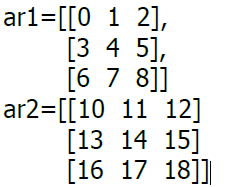 ar1=[[0 1 2],
[3 4 5],
[6 7 8]]
ar2=[[10 11 12]
[13 14 15]
[16 17 18]]